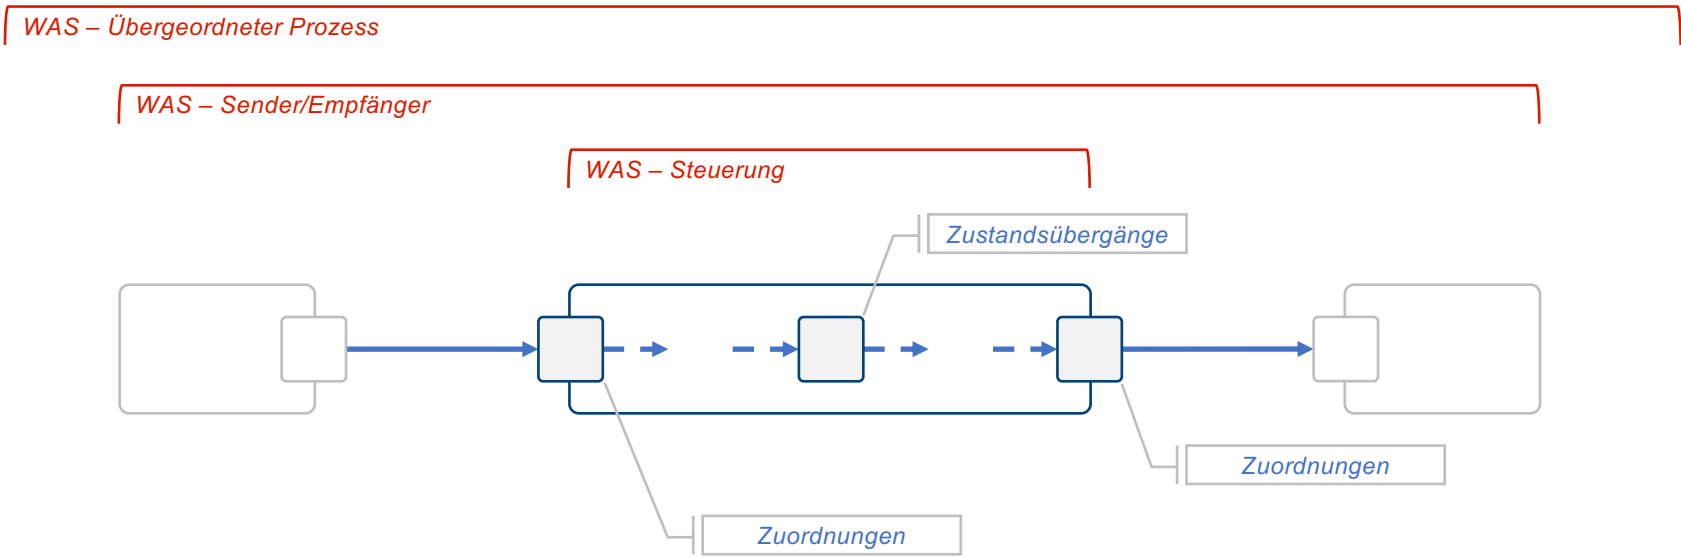 WAS – Übergeordneter Prozess
WAS – Sender/Empfänger
WAS – Steuerung
Zustandsübergänge
Zuordnungen
Zuordnungen